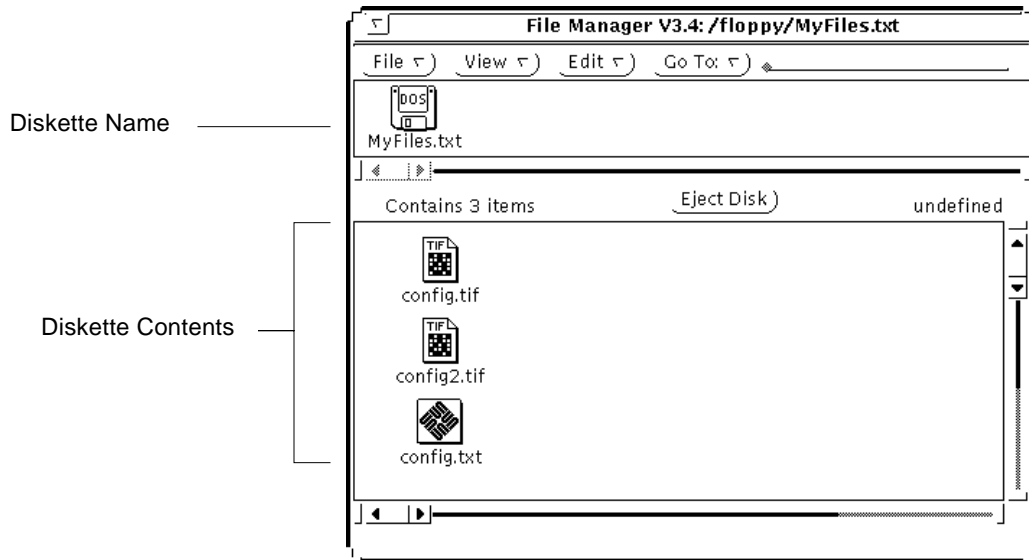 File Manager V3.4: /floppy/MyFiles.txt
File View Edit Go To:
Diskette Name
DOS
MyFiles.txt
Contains 3 items Eject Disk undefined
TIF
config.tif
Diskette Contents
TIF
config2.tif
config.txt